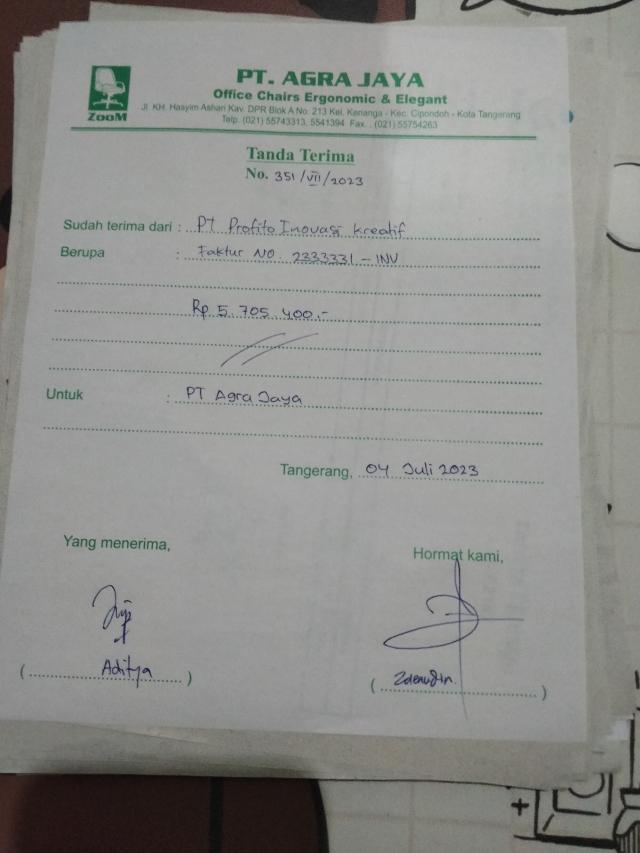 ZooM
PT. AGRA JAYA
Office Chairs Ergonomic & Elegant
Jl. KH. Hasyim Ashari Kav. DPR Blok A No. 213 Kel. Kenanga - Kec. Cipondoh - Kota Tangerang
Telp. (021) 55743313, 5541394 Fax. : (021) 55754263
Tanda Terima
No. 351/VII/2023
Sudah terima dari : PT Profito Inovasi Kreatif
Berupa : Faktur NO. 2333331 - INV
Rp 5.705.400.-
Untuk : PT Agra Jaya
Tangerang, 04 Juli 2023
Yang menerima, Hormat kami,
(Aditya) (Zaenudin.)